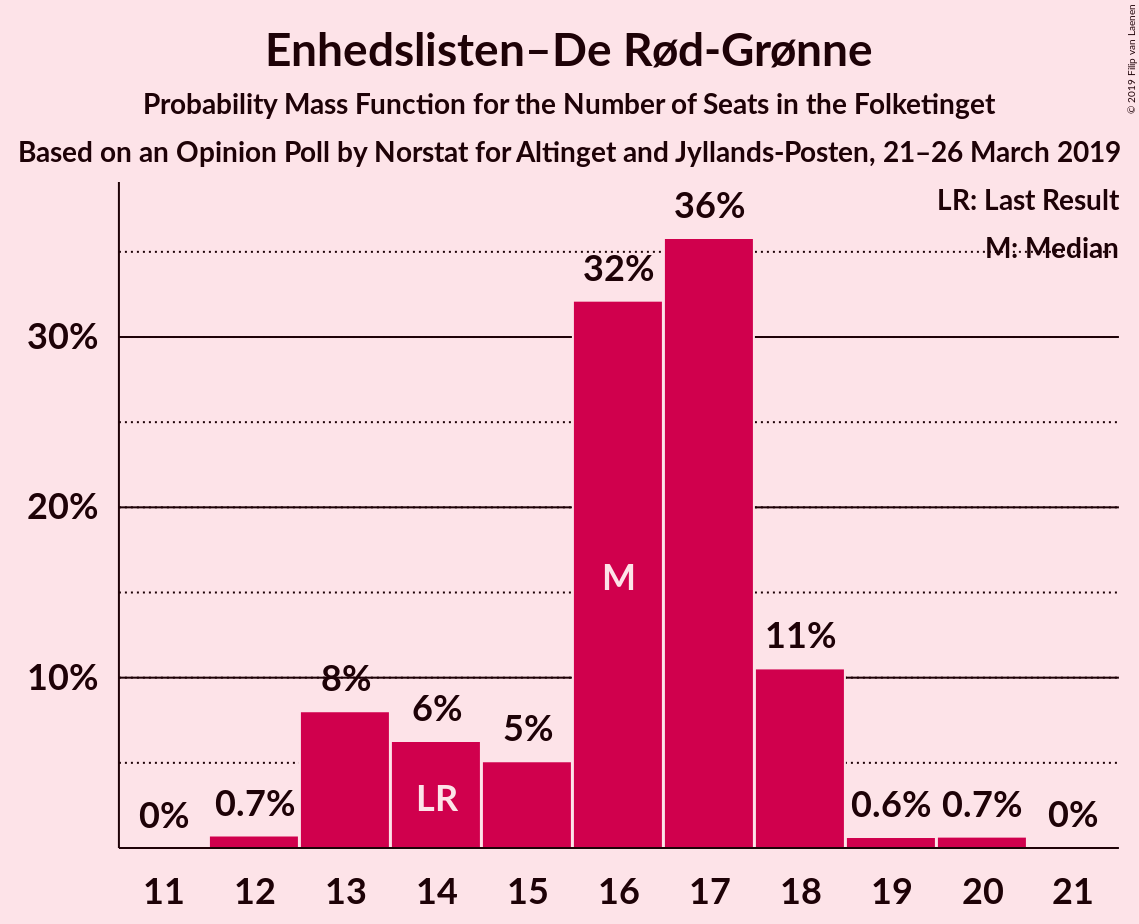 Enhedslisten–De Rød-Grønne
Probability Mass Function for the Number of Seats in the Folketinget
Based on an Opinion Poll by Norstat for Altinget and Jyllands-Posten, 21–26 March 2019
© 2019 Filip van Laenen
LR: Last Result
M: Median
36%
32%
30%
20%
M
11%
10%
8%
6%
5%
LR
0%
0.7%
0.6%
0.7%
0%
11 12 13 14 15 16 17 18 19 20 21